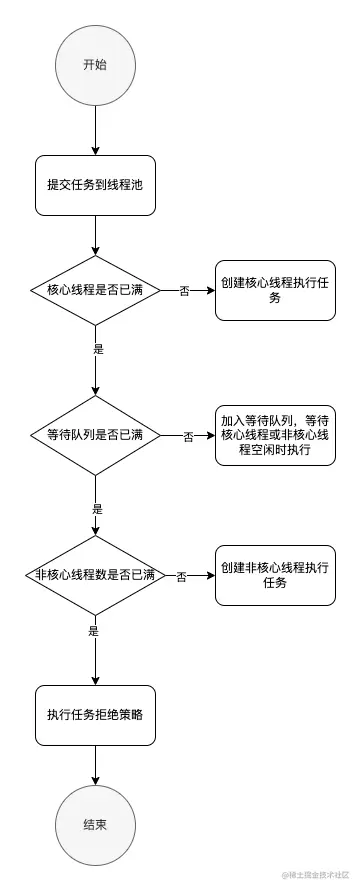 开始
提交任务到线程池
核心线程是否已满
否
创建核心线程执行任
务
是
等待队列是否已满
否
加入等待队列，等待
核心线程或非核心线
程空闲时执行
是
非核心线程数是否已满
否
创建非核心线程执行
任务
是
执行任务拒绝策略
结束
@稀土掘金技术社区